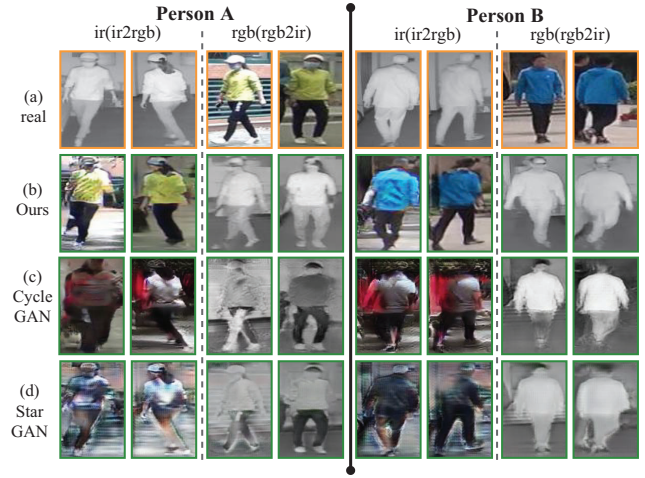 Person A
Person B
ir(ir2rgb)
rgb(rgb2ir)
ir(ir2rgb)
rgb(rgb2ir)
(a)
real
(b)
Ours
(c)
Cycle
GAN
(d)
Star
GAN